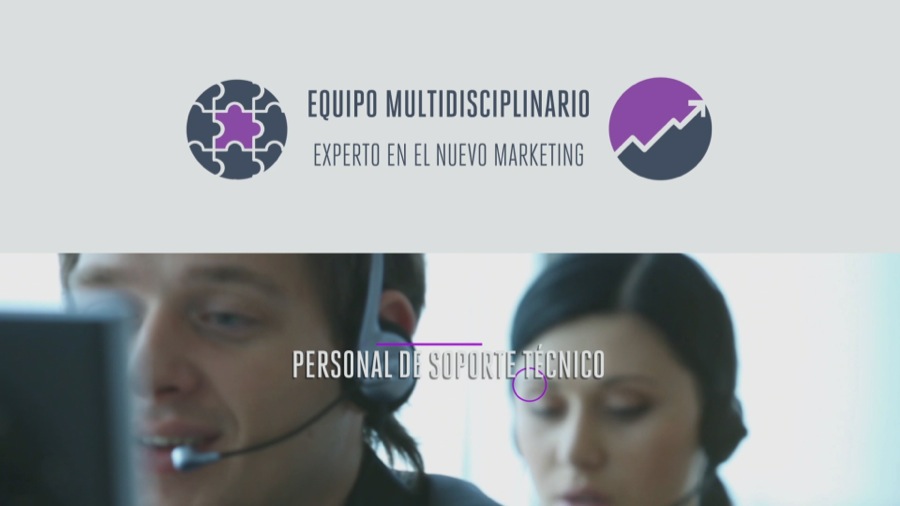 EQUIPO MULTIDISCIPLINARIO
EXPERTO EN EL NUEVO MARKETING
PERSONAL DE SOPORTE TÉCNICO